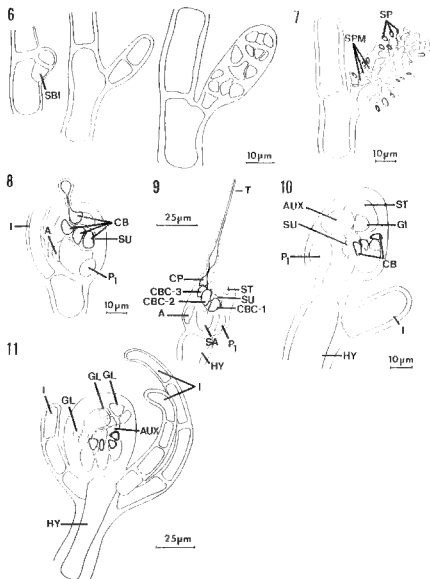 6
SBI
10µm
7
SP
SPM
10µm
8
I
A
CB
SU
P1
10µm
9
T
25µm
CP
CBC-3
CBC-2
A
ST
SU
CBC-1
SA
P1
HY
10
AUX
ST
SU
GI
P1
CB
I
HY
10µm
11
I
GL
GL
GL
I
AUX
HY
25µm